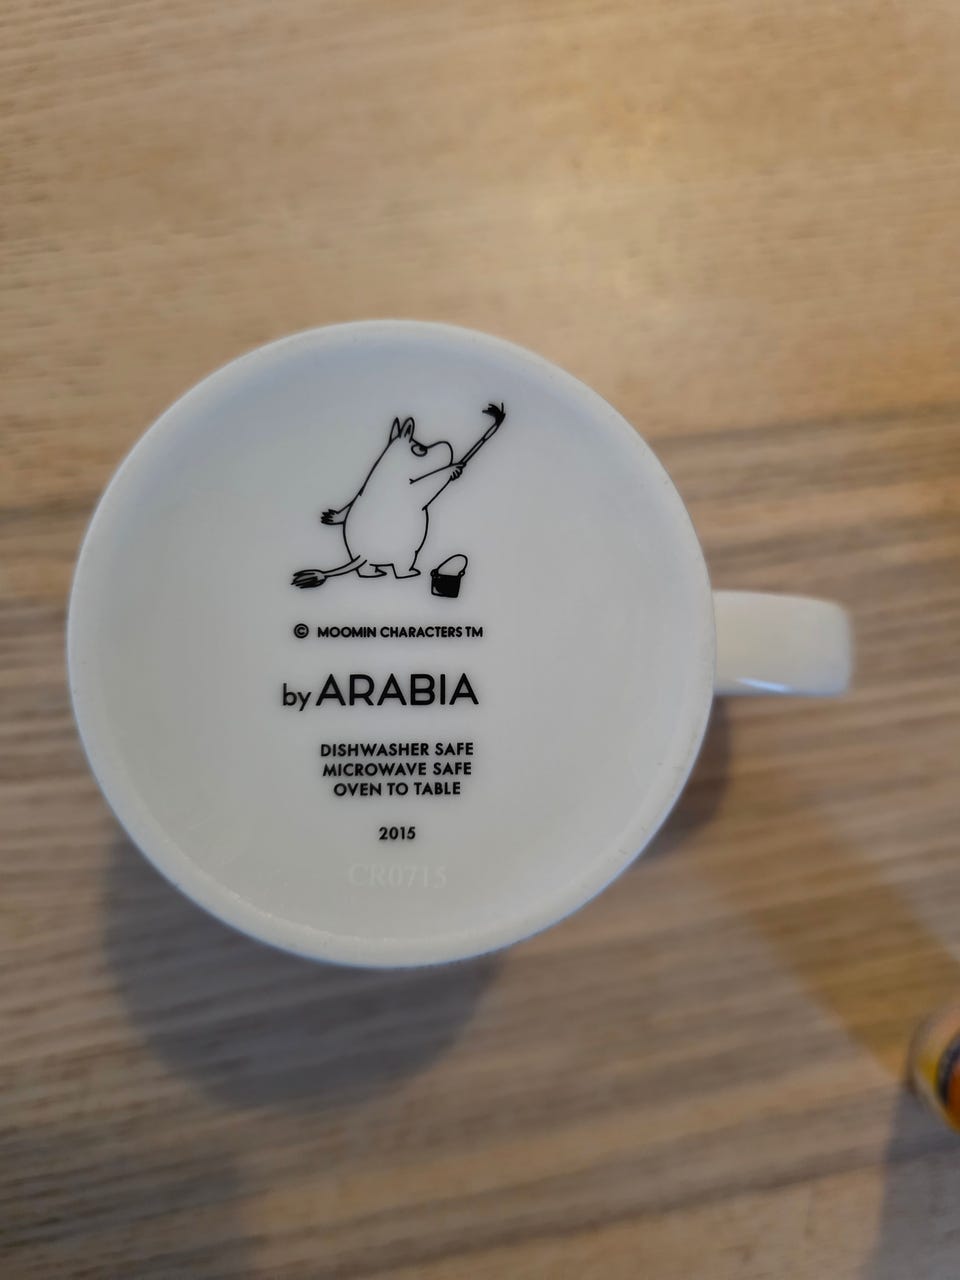 © MOOMIN CHARACTERS TM
by ARABIA
DISHWASHER SAFE
MICROWAVE SAFE
OVEN TO TABLE
2015
CR0715